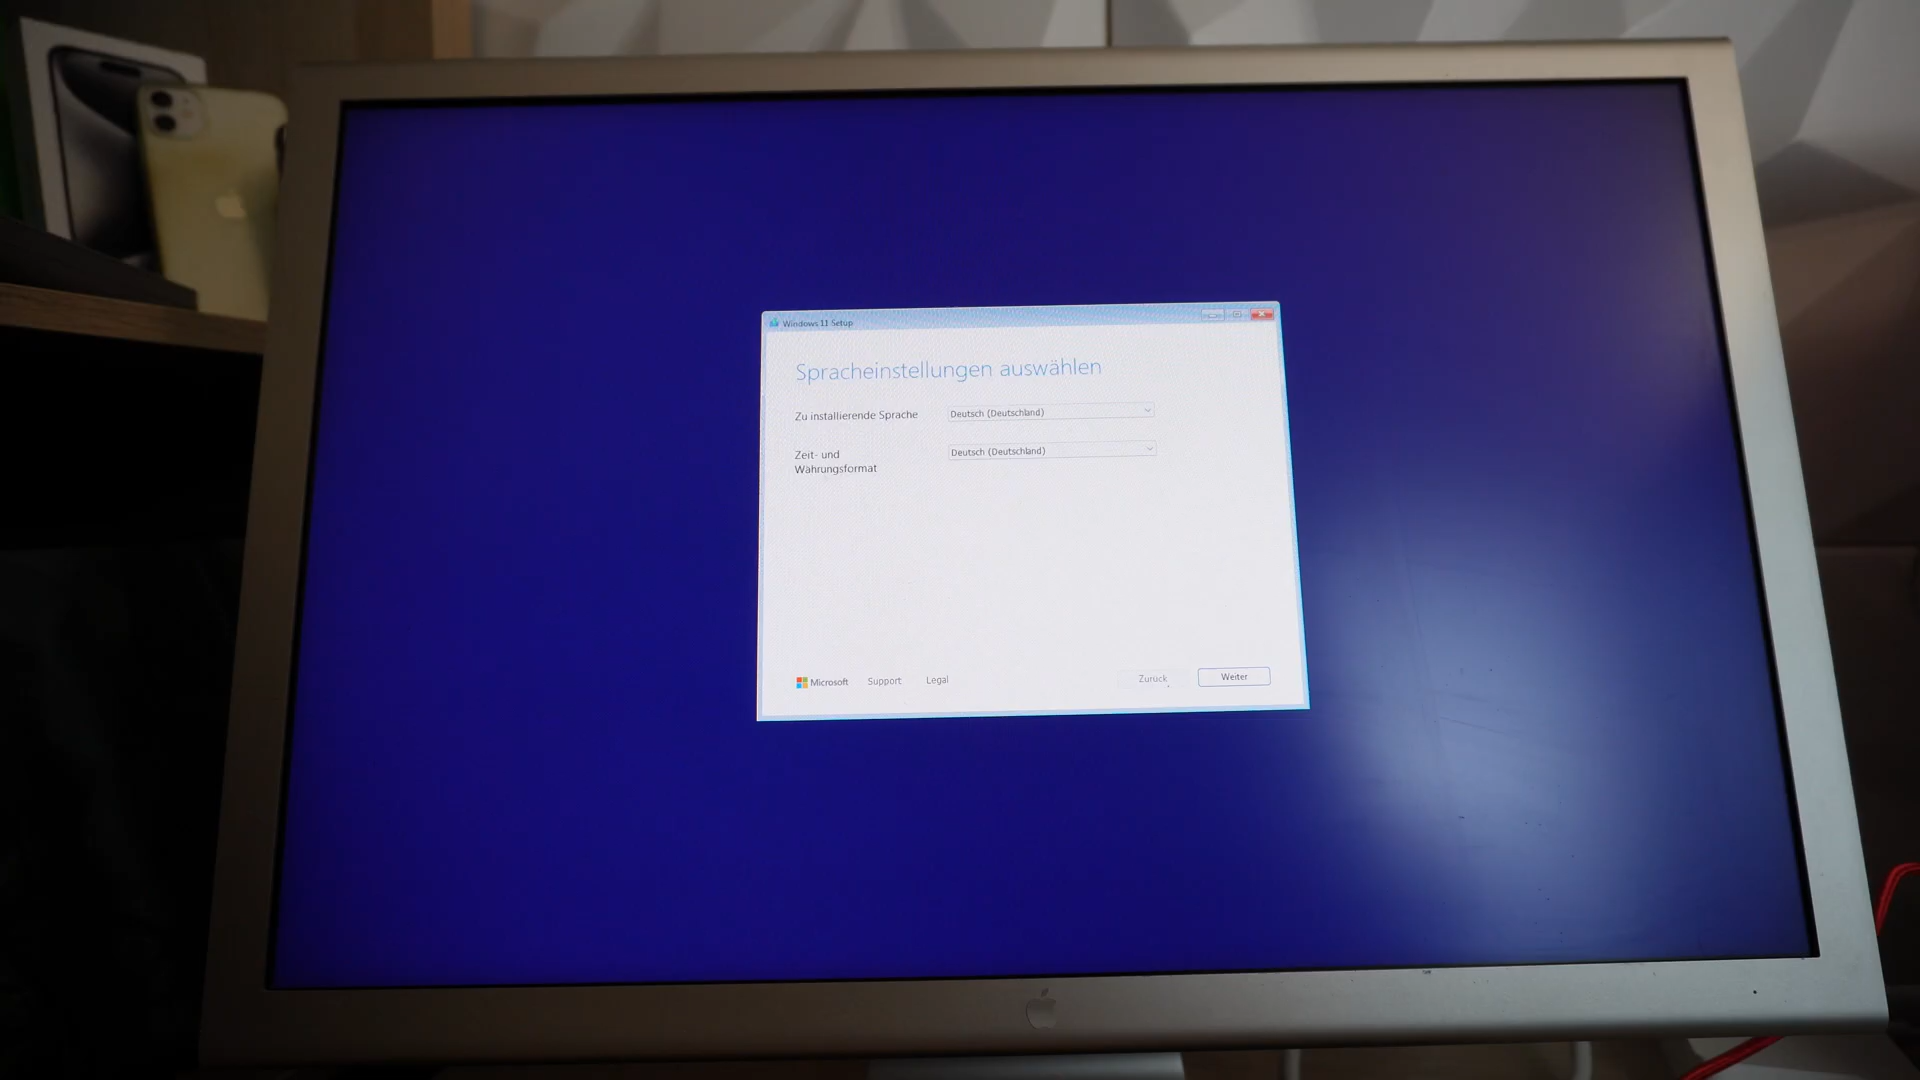 Windows 11 Setup
Spracheinstellungen auswählen
Zu installierende Sprache
Deutsch (Deutschland)
Zeit- und
Währungsformat
Deutsch (Deutschland)
Microsoft
Support
Legal
Zurück
Weiter